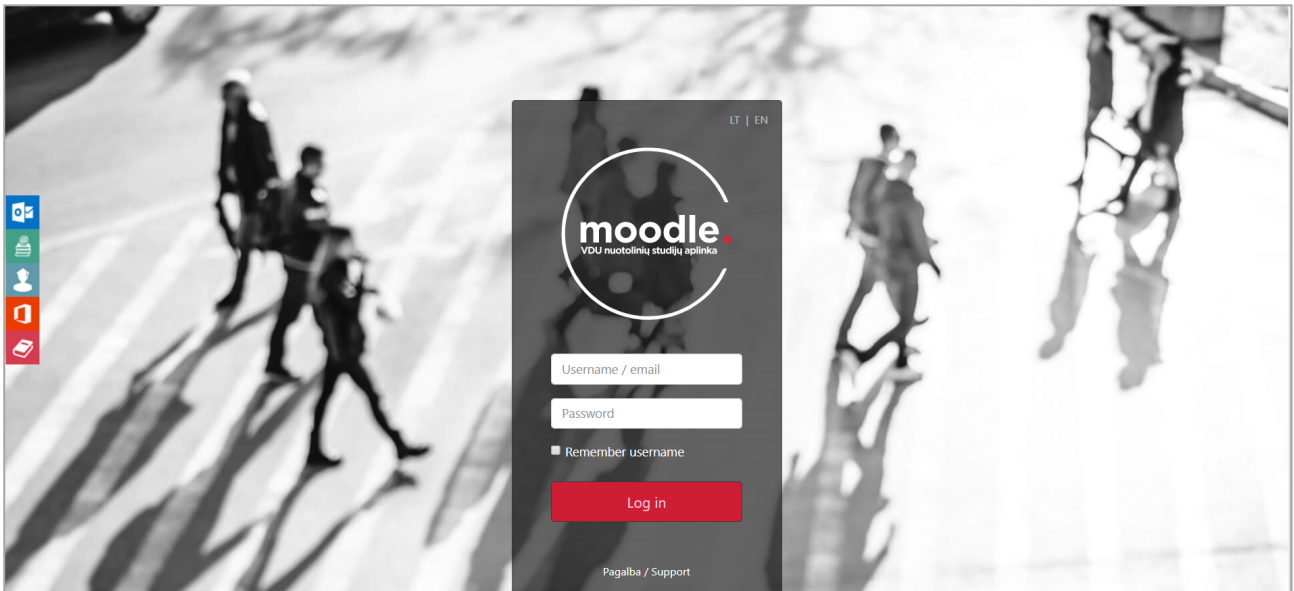 LT | EN
moodle.
VDU nuotolinių studijų aplinka
Username / email
Password
Remember username
Log in
Pagalba / Support